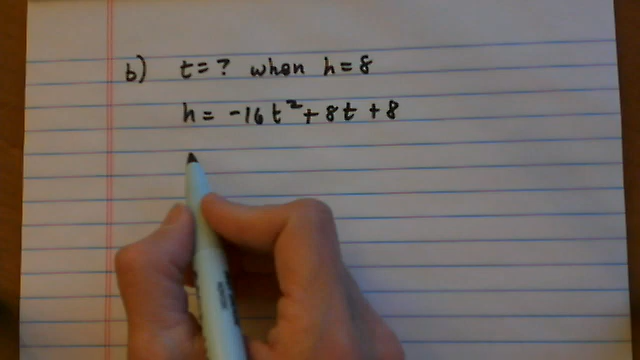 b) t = ? when h = 8
h = -16t² + 8t + 8